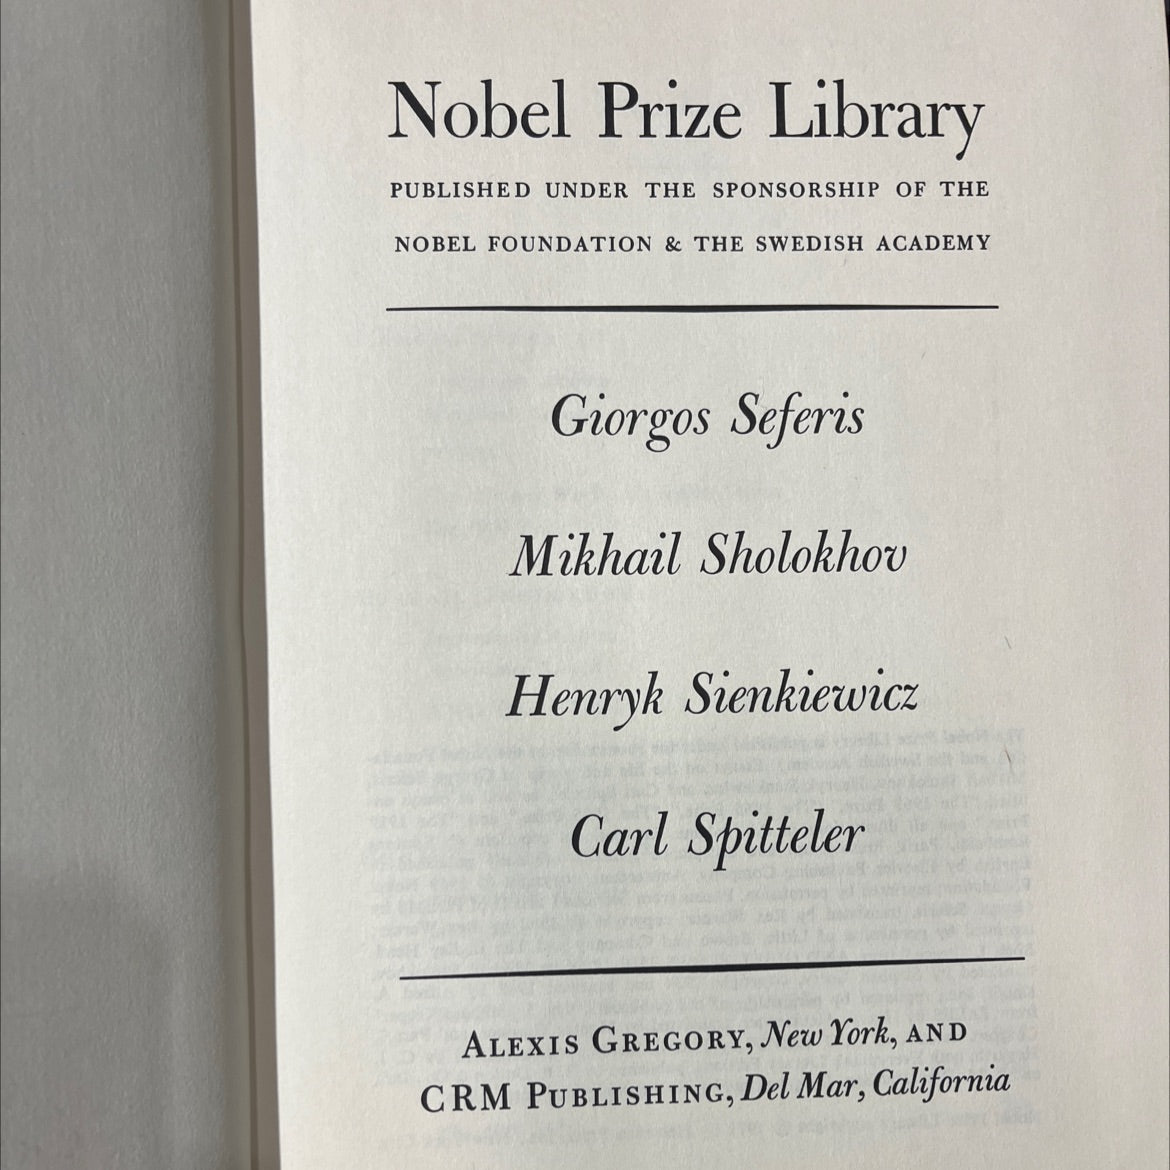 Nobel Prize Library
PUBLISHED UNDER THE SPONSORSHIP OF THE
NOBEL FOUNDATION & THE SWEDISH ACADEMY
Giorgos Seferis
Mikhail Sholokhov
Henryk Sienkiewicz
Carl Spitteler
ALEXIS GREGORY, New York, AND
CRM PUBLISHING, Del Mar, California